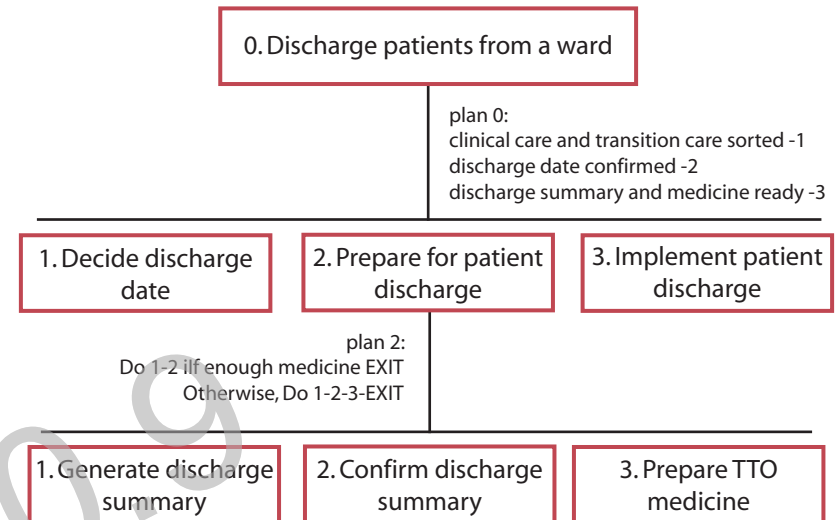 0. Discharge patients from a ward
plan 0:
clinical care and transition care sorted -1
discharge date confirmed -2
discharge summary and medicine ready -3
1. Decide discharge
date
2. Prepare for patient
discharge
3. Implement patient
discharge
plan 2:
Do 1-2 iIf enough medicine EXIT
Otherwise, Do 1-2-3-EXIT
1. Generate discharge
summary
2. Confirm discharge
summary
3. Prepare TTO
medicine
0.9